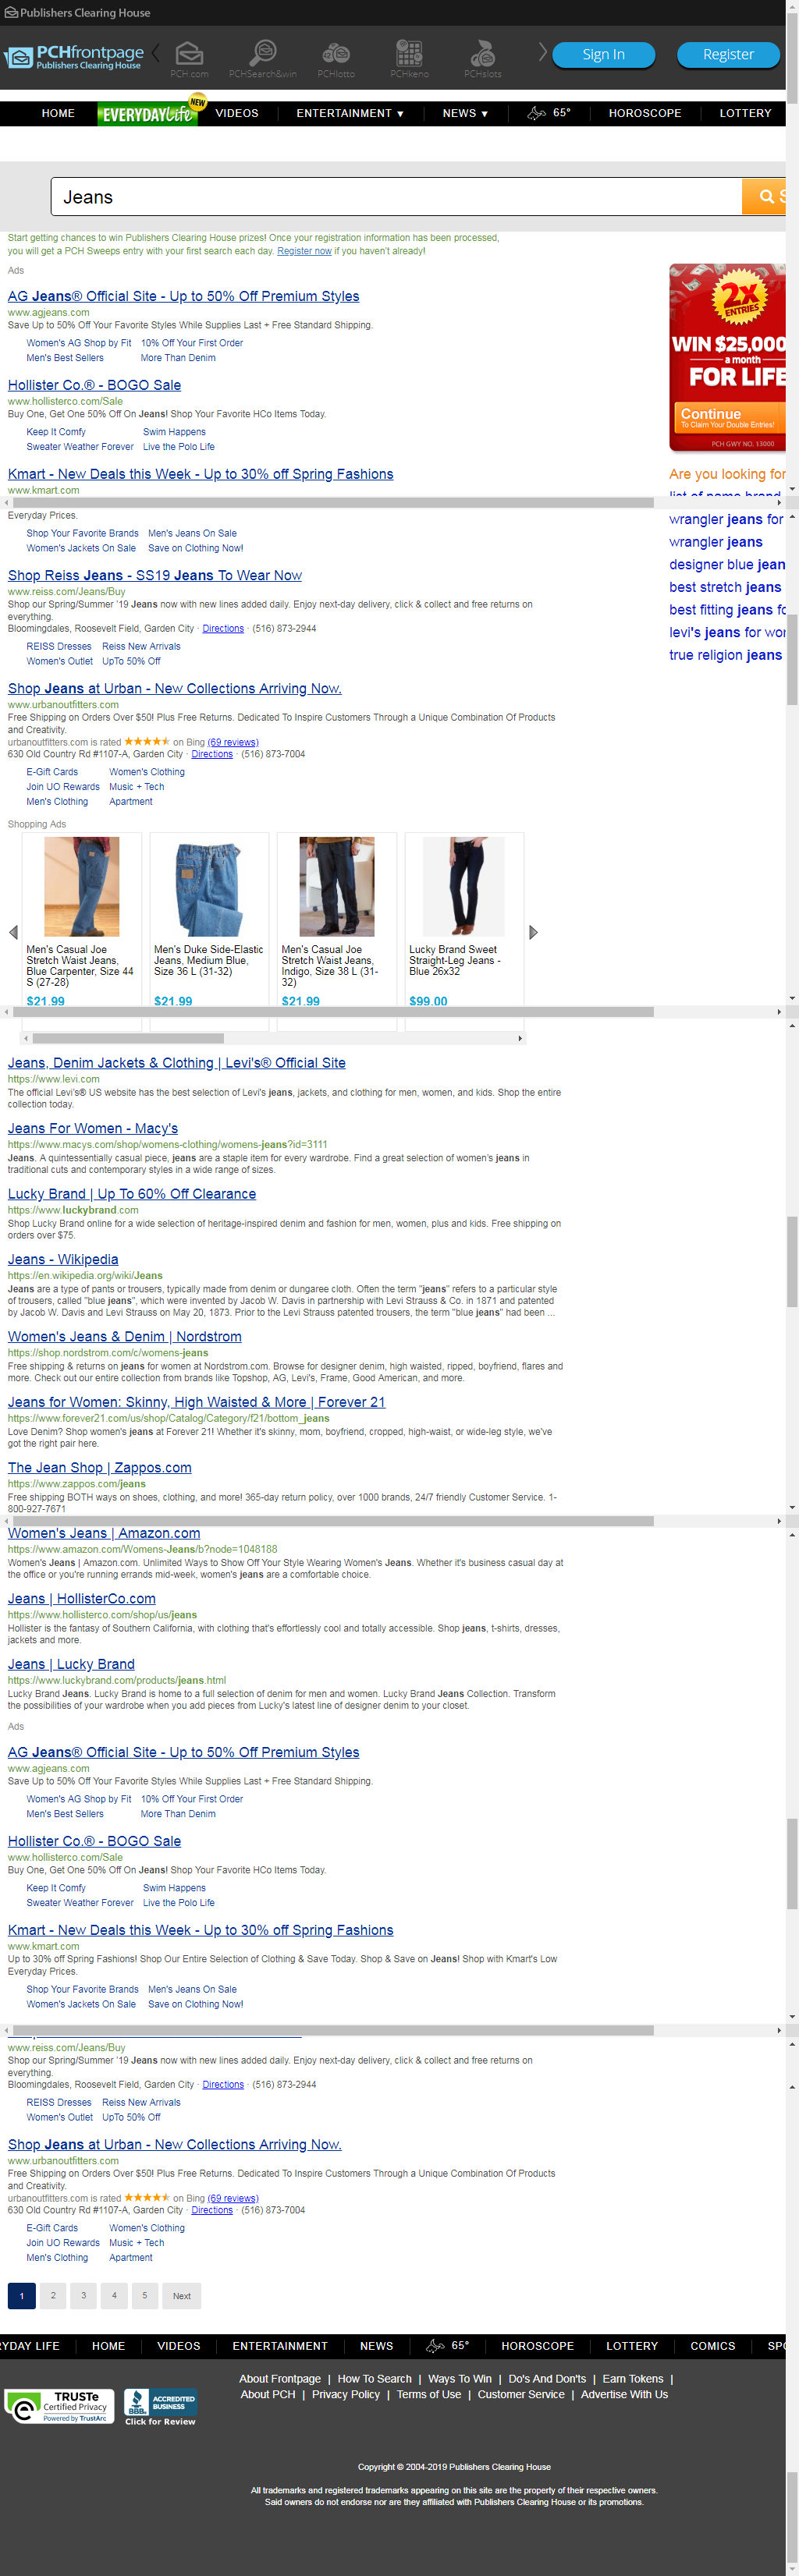 Publishers Clearing House
PCHfrontpage
Publishers Clearing House
PCH.com PCHSearch&win PCHlotto PCHkeno PCHslots
Sign In Register
HOME EVERYDAY Life NEW VIDEOS ENTERTAINMENT ▼ NEWS ▼ 65° HOROSCOPE LOTTERY
Jeans
Start getting chances to win Publishers Clearing House prizes! Once your registration information has been processed,
you will get a PCH Sweeps entry with your first search each day. Register now if you haven't already!
Ads
AG Jeans® Official Site - Up to 50% Off Premium Styles
www.agjeans.com
Save Up to 50% Off Your Favorite Styles While Supplies Last + Free Standard Shipping.
Women's AG Shop by Fit 10% Off Your First Order
Men's Best Sellers More Than Denim
Hollister Co.® - BOGO Sale
www.hollisterco.com/Sale
Buy One, Get One 50% Off On Jeans! Shop Your Favorite HCo Items Today.
Keep It Comfy Swim Happens
Sweater Weather Forever Live the Polo Life
Kmart - New Deals this Week - Up to 30% off Spring Fashions
www.kmart.com
2X
ENTRIES
WIN $25,000
a month
FOR LIFE
Continue
To Claim Your Double Entries!
PCH GWY NO. 13000
Are you looking for
list of name brand
Everyday Prices.
Shop Your Favorite Brands Men's Jeans On Sale
Women's Jackets On Sale Save on Clothing Now!
wrangler jeans for
wrangler jeans
designer blue jean
best stretch jeans
best fitting jeans fo
levi's jeans for wo
true religion jeans
Shop Reiss Jeans - SS19 Jeans To Wear Now
www.reiss.com/Jeans/Buy
Shop our Spring/Summer '19 Jeans now with new lines added daily. Enjoy next-day delivery, click & collect and free returns on
everything.
Bloomingdales, Roosevelt Field, Garden City · Directions · (516) 873-2944
REISS Dresses Reiss New Arrivals
Women's Outlet UpTo 50% Off
Shop Jeans at Urban - New Collections Arriving Now.
www.urbanoutfitters.com
Free Shipping on Orders Over $50! Plus Free Returns. Dedicated To Inspire Customers Through a Unique Combination Of Products
and Creativity.
urbanoutfitters.com is rated ★★★★★ on Bing (69 reviews)
630 Old Country Rd #1107-A, Garden City · Directions · (516) 873-7004
E-Gift Cards Women's Clothing
Join UO Rewards Music + Tech
Men's Clothing Apartment
Shopping Ads
Men's Casual Joe Stretch Waist Jeans, Blue Carpenter, Size 44 S (27-28)
$21.99
Men's Duke Side-Elastic Jeans, Medium Blue, Size 36 L (31-32)
$21.99
Men's Casual Joe Stretch Waist Jeans, Indigo, Size 38 L (31-32)
$21.99
Lucky Brand Sweet Straight-Leg Jeans - Blue 26x32
$99.00
Jeans, Denim Jackets & Clothing | Levi's® Official Site
https://www.levi.com
The official Levi's® US website has the best selection of Levi's jeans, jackets, and clothing for men, women, and kids. Shop the entire
collection today.
Jeans For Women - Macy's
https://www.macys.com/shop/womens-clothing/womens-jeans?id=3111
Jeans. A quintessentially casual piece, jeans are a staple item for every wardrobe. Find a great selection of women's jeans in
traditional cuts and contemporary styles in a wide range of sizes.
Lucky Brand | Up To 60% Off Clearance
https://www.luckybrand.com
Shop Lucky Brand online for a wide selection of heritage-inspired denim and fashion for men, women, plus and kids. Free shipping on
orders over $75.
Jeans - Wikipedia
https://en.wikipedia.org/wiki/Jeans
Jeans are a type of pants or trousers, typically made from denim or dungaree cloth. Often the term "jeans" refers to a particular style
of trousers, called "blue jeans", which were invented by Jacob W. Davis in partnership with Levi Strauss & Co. in 1871 and patented
by Jacob W. Davis and Levi Strauss on May 20, 1873. Prior to the Levi Strauss patented trousers, the term "blue jeans" had been ...
Women's Jeans & Denim | Nordstrom
https://shop.nordstrom.com/c/womens-jeans
Free shipping & returns on jeans for women at Nordstrom.com. Browse for designer denim, high waisted, ripped, boyfriend, flares and
more. Check out our entire collection from brands like Topshop, AG, Levi's, Frame, Good American, and more.
Jeans for Women: Skinny, High Waisted & More | Forever 21
https://www.forever21.com/us/shop/Catalog/Category/f21/bottom_jeans
Love Denim? Shop women's jeans at Forever 21! Whether it's skinny, mom, boyfriend, cropped, high-waist, or wide-leg style, we've
got the right pair here.
The Jean Shop | Zappos.com
https://www.zappos.com/jeans
Free shipping BOTH ways on shoes, clothing, and more! 365-day return policy, over 1000 brands, 24/7 friendly Customer Service. 1-
800-927-7671
Women's Jeans | Amazon.com
https://www.amazon.com/Womens-Jeans/b?node=1048188
Women's Jeans | Amazon.com. Unlimited Ways to Show Off Your Style Wearing Women's Jeans. Whether it's business casual day at
the office or you're running errands mid-week, women's jeans are a comfortable choice.
Jeans | HollisterCo.com
https://www.hollisterco.com/shop/us/jeans
Hollister is the fantasy of Southern California, with clothing that's effortlessly cool and totally accessible. Shop jeans, t-shirts, dresses,
jackets and more.
Jeans | Lucky Brand
https://www.luckybrand.com/products/jeans.html
Lucky Brand Jeans. Lucky Brand is home to a full selection of denim for men and women. Lucky Brand Jeans Collection. Transform
the possibilities of your wardrobe when you add pieces from Lucky's latest line of designer denim to your closet.
Ads
AG Jeans® Official Site - Up to 50% Off Premium Styles
www.agjeans.com
Save Up to 50% Off Your Favorite Styles While Supplies Last + Free Standard Shipping.
Women's AG Shop by Fit 10% Off Your First Order
Men's Best Sellers More Than Denim
Hollister Co.® - BOGO Sale
www.hollisterco.com/Sale
Buy One, Get One 50% Off On Jeans! Shop Your Favorite HCo Items Today.
Keep It Comfy Swim Happens
Sweater Weather Forever Live the Polo Life
Kmart - New Deals this Week - Up to 30% off Spring Fashions
www.kmart.com
Up to 30% off Spring Fashions! Shop Our Entire Selection of Clothing & Save Today. Shop & Save on Jeans! Shop with Kmart's Low
Everyday Prices.
Shop Your Favorite Brands Men's Jeans On Sale
Women's Jackets On Sale Save on Clothing Now!
www.reiss.com/Jeans/Buy
Shop our Spring/Summer '19 Jeans now with new lines added daily. Enjoy next-day delivery, click & collect and free returns on
everything.
Bloomingdales, Roosevelt Field, Garden City · Directions · (516) 873-2944
REISS Dresses Reiss New Arrivals
Women's Outlet UpTo 50% Off
Shop Jeans at Urban - New Collections Arriving Now.
www.urbanoutfitters.com
Free Shipping on Orders Over $50! Plus Free Returns. Dedicated To Inspire Customers Through a Unique Combination Of Products
and Creativity.
urbanoutfitters.com is rated ★★★★★ on Bing (69 reviews)
630 Old Country Rd #1107-A, Garden City · Directions · (516) 873-7004
E-Gift Cards Women's Clothing
Join UO Rewards Music + Tech
Men's Clothing Apartment
1 2 3 4 5 Next
RYDAY LIFE HOME VIDEOS ENTERTAINMENT NEWS 65° HOROSCOPE LOTTERY COMICS SPO
About Frontpage | How To Search | Ways To Win | Do's And Don'ts | Earn Tokens |
About PCH | Privacy Policy | Terms of Use | Customer Service | Advertise With Us
TRUSTe
Certified Privacy
Powered by TrustArc
BBB.
ACCREDITED
BUSINESS
Click for Review
Copyright © 2004-2019 Publishers Clearing House
All trademarks and registered trademarks appearing on this site are the property of their respective owners.
Said owners do not endorse nor are they affiliated with Publishers Clearing House or its promotions.